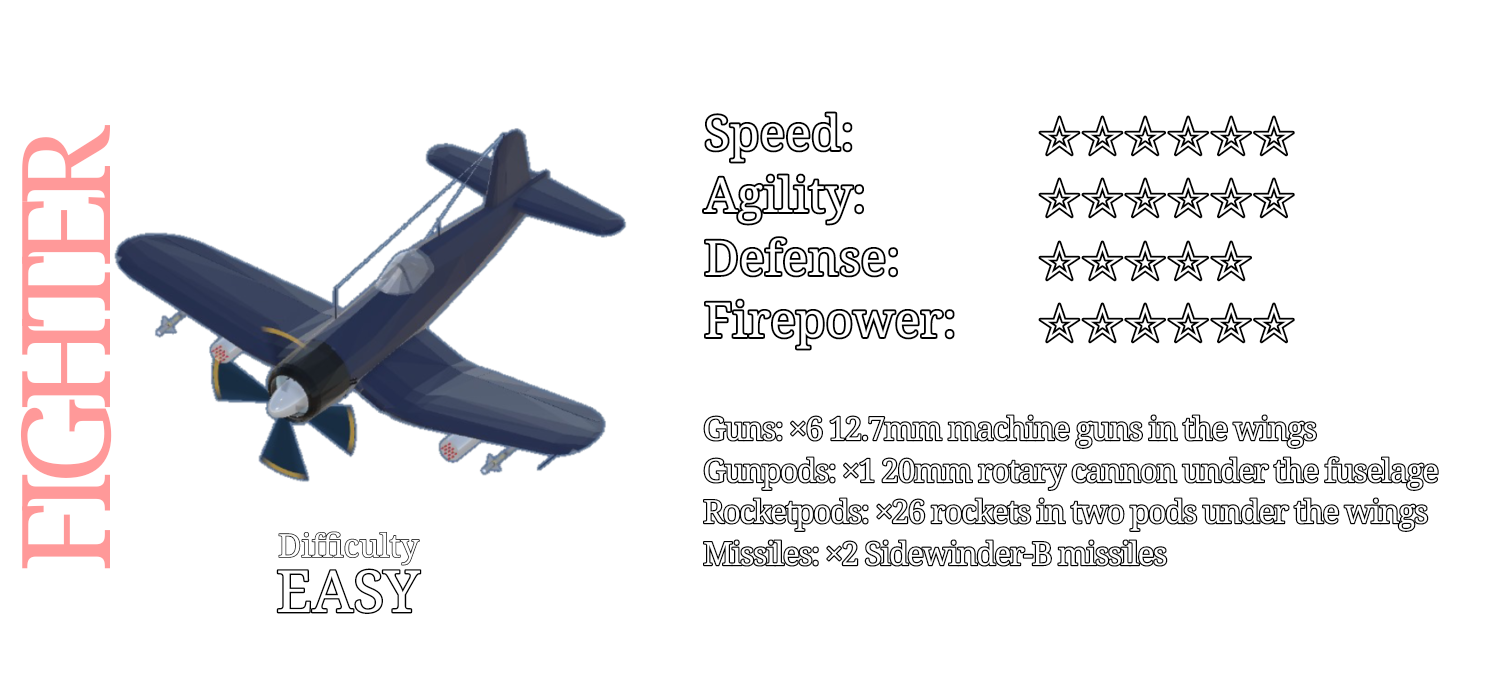 FIGHTER
Difficulty
EASY
Speed: ☆☆☆☆☆☆
Agility: ☆☆☆☆☆☆
Defense: ☆☆☆☆☆
Firepower: ☆☆☆☆☆☆
Guns: ×6 12.7mm machine guns in the wings
Gunpods: ×1 20mm rotary cannon under the fuselage
Rocketpods: ×26 rockets in two pods under the wings
Missiles: ×2 Sidewinder-B missiles